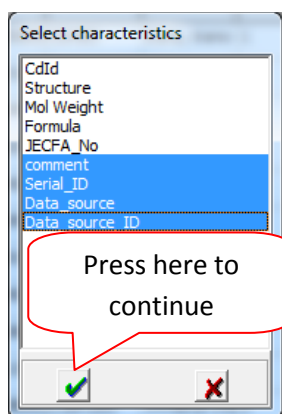 Select characteristics
CdId
Structure
Mol Weight
Formula
JECFA_No
comment
Serial_ID
Data_source
Data_source_ID
Press here to
continue